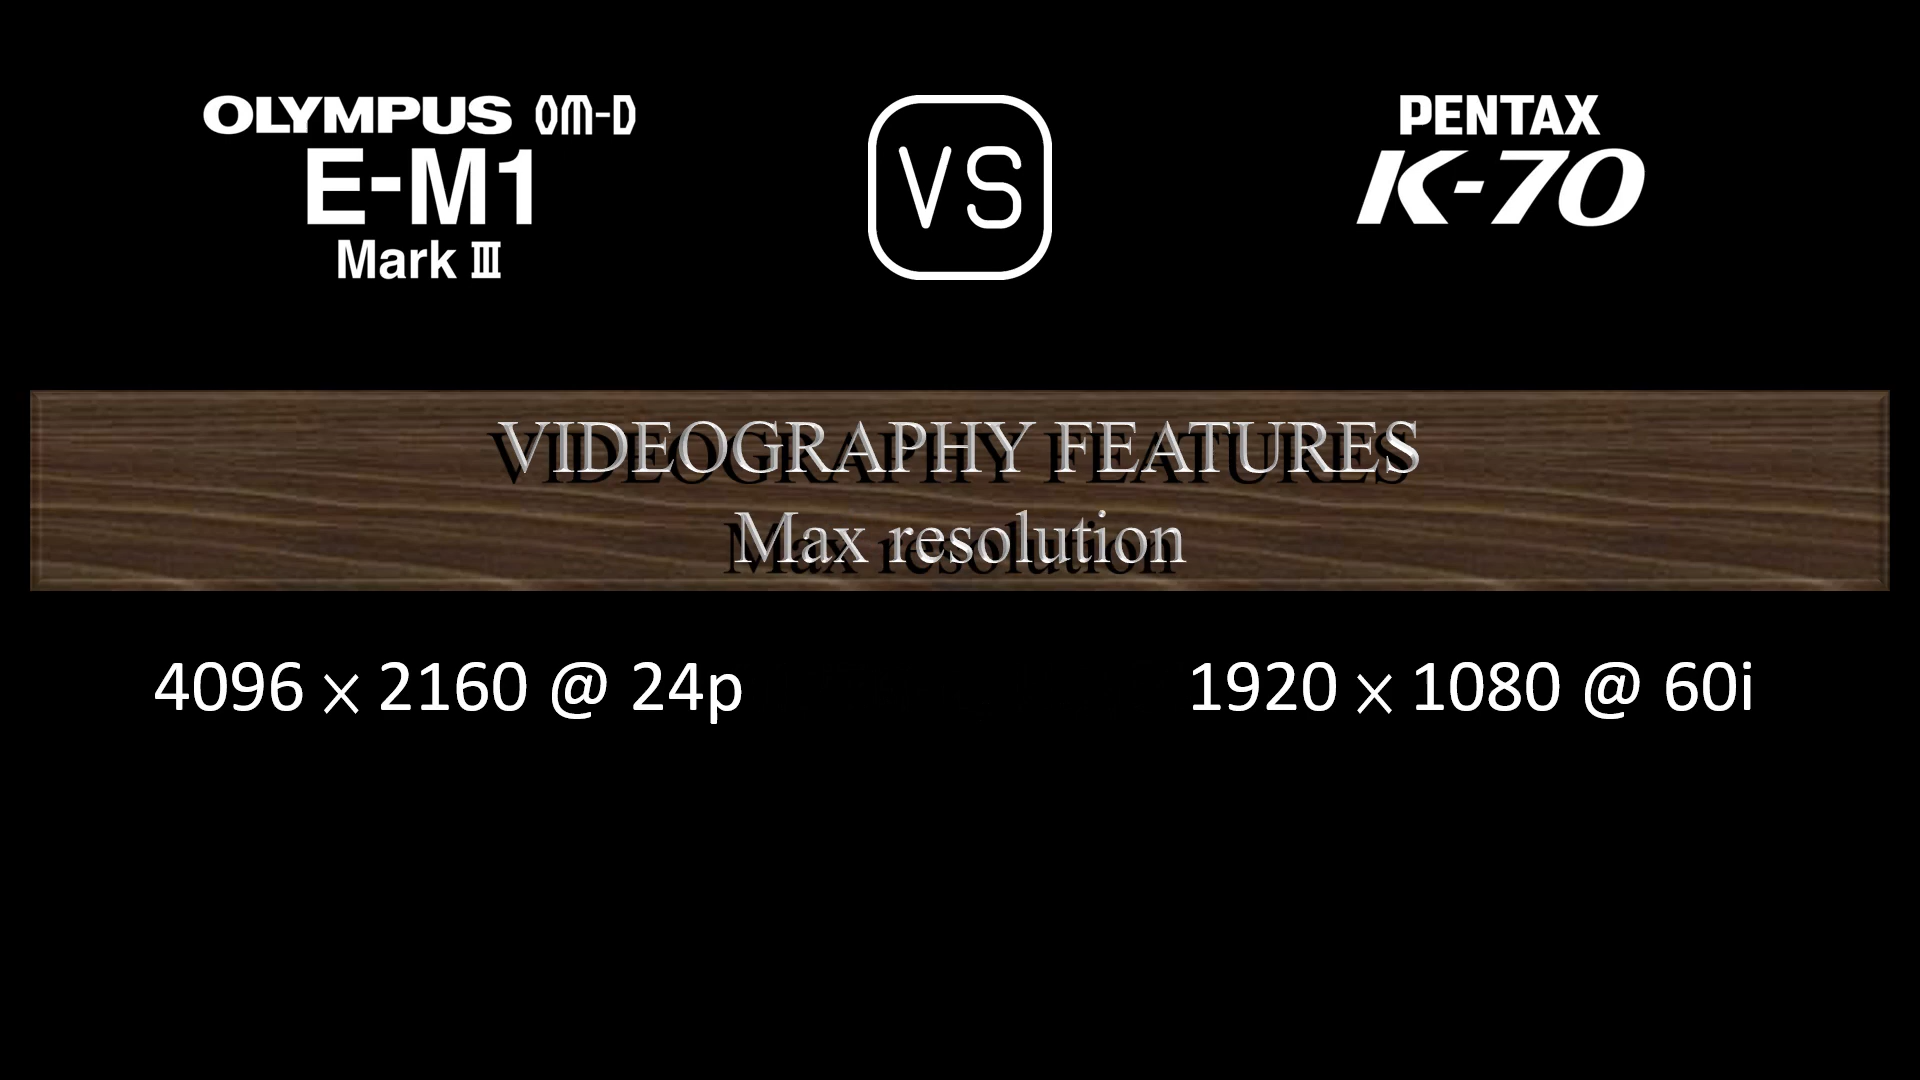 OLYMPUS OM-D
E-M1
Mark III
VS
PENTAX
K-70
VIDEOGRAPHY FEATURES
Max resolution
4096 x 2160 @ 24p
1920 x 1080 @ 60i